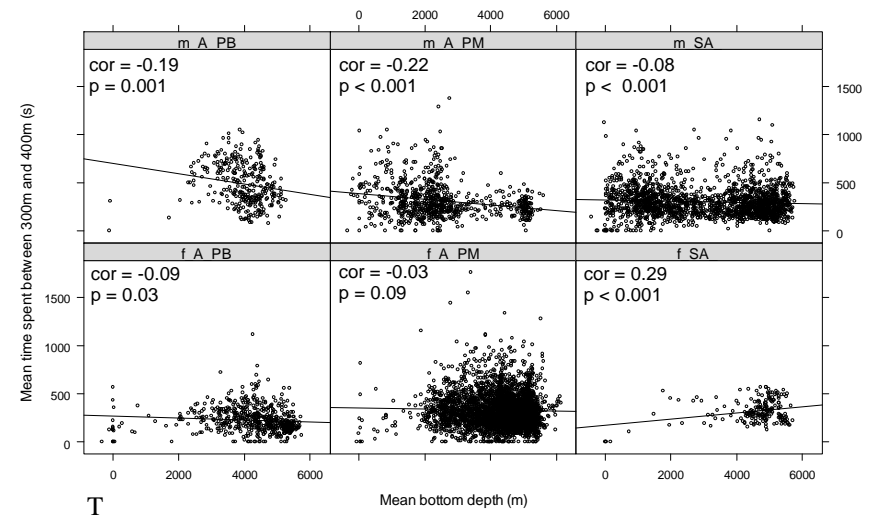 0 2000 4000 6000
m_A_PB m_A_PM m_SA
cor = -0.19
p = 0.001
cor = -0.22
p < 0.001
cor = -0.08
p < 0.001
1500
1000
500
0
f_A_PB f_A_PM f_SA
cor = -0.09
p = 0.03
cor = -0.03
p = 0.09
cor = 0.29
p < 0.001
1500
1000
500
0
Mean time spent between 300m and 400m (s)
0 2000 4000 6000 0 2000 4000 6000
Mean bottom depth (m)
T